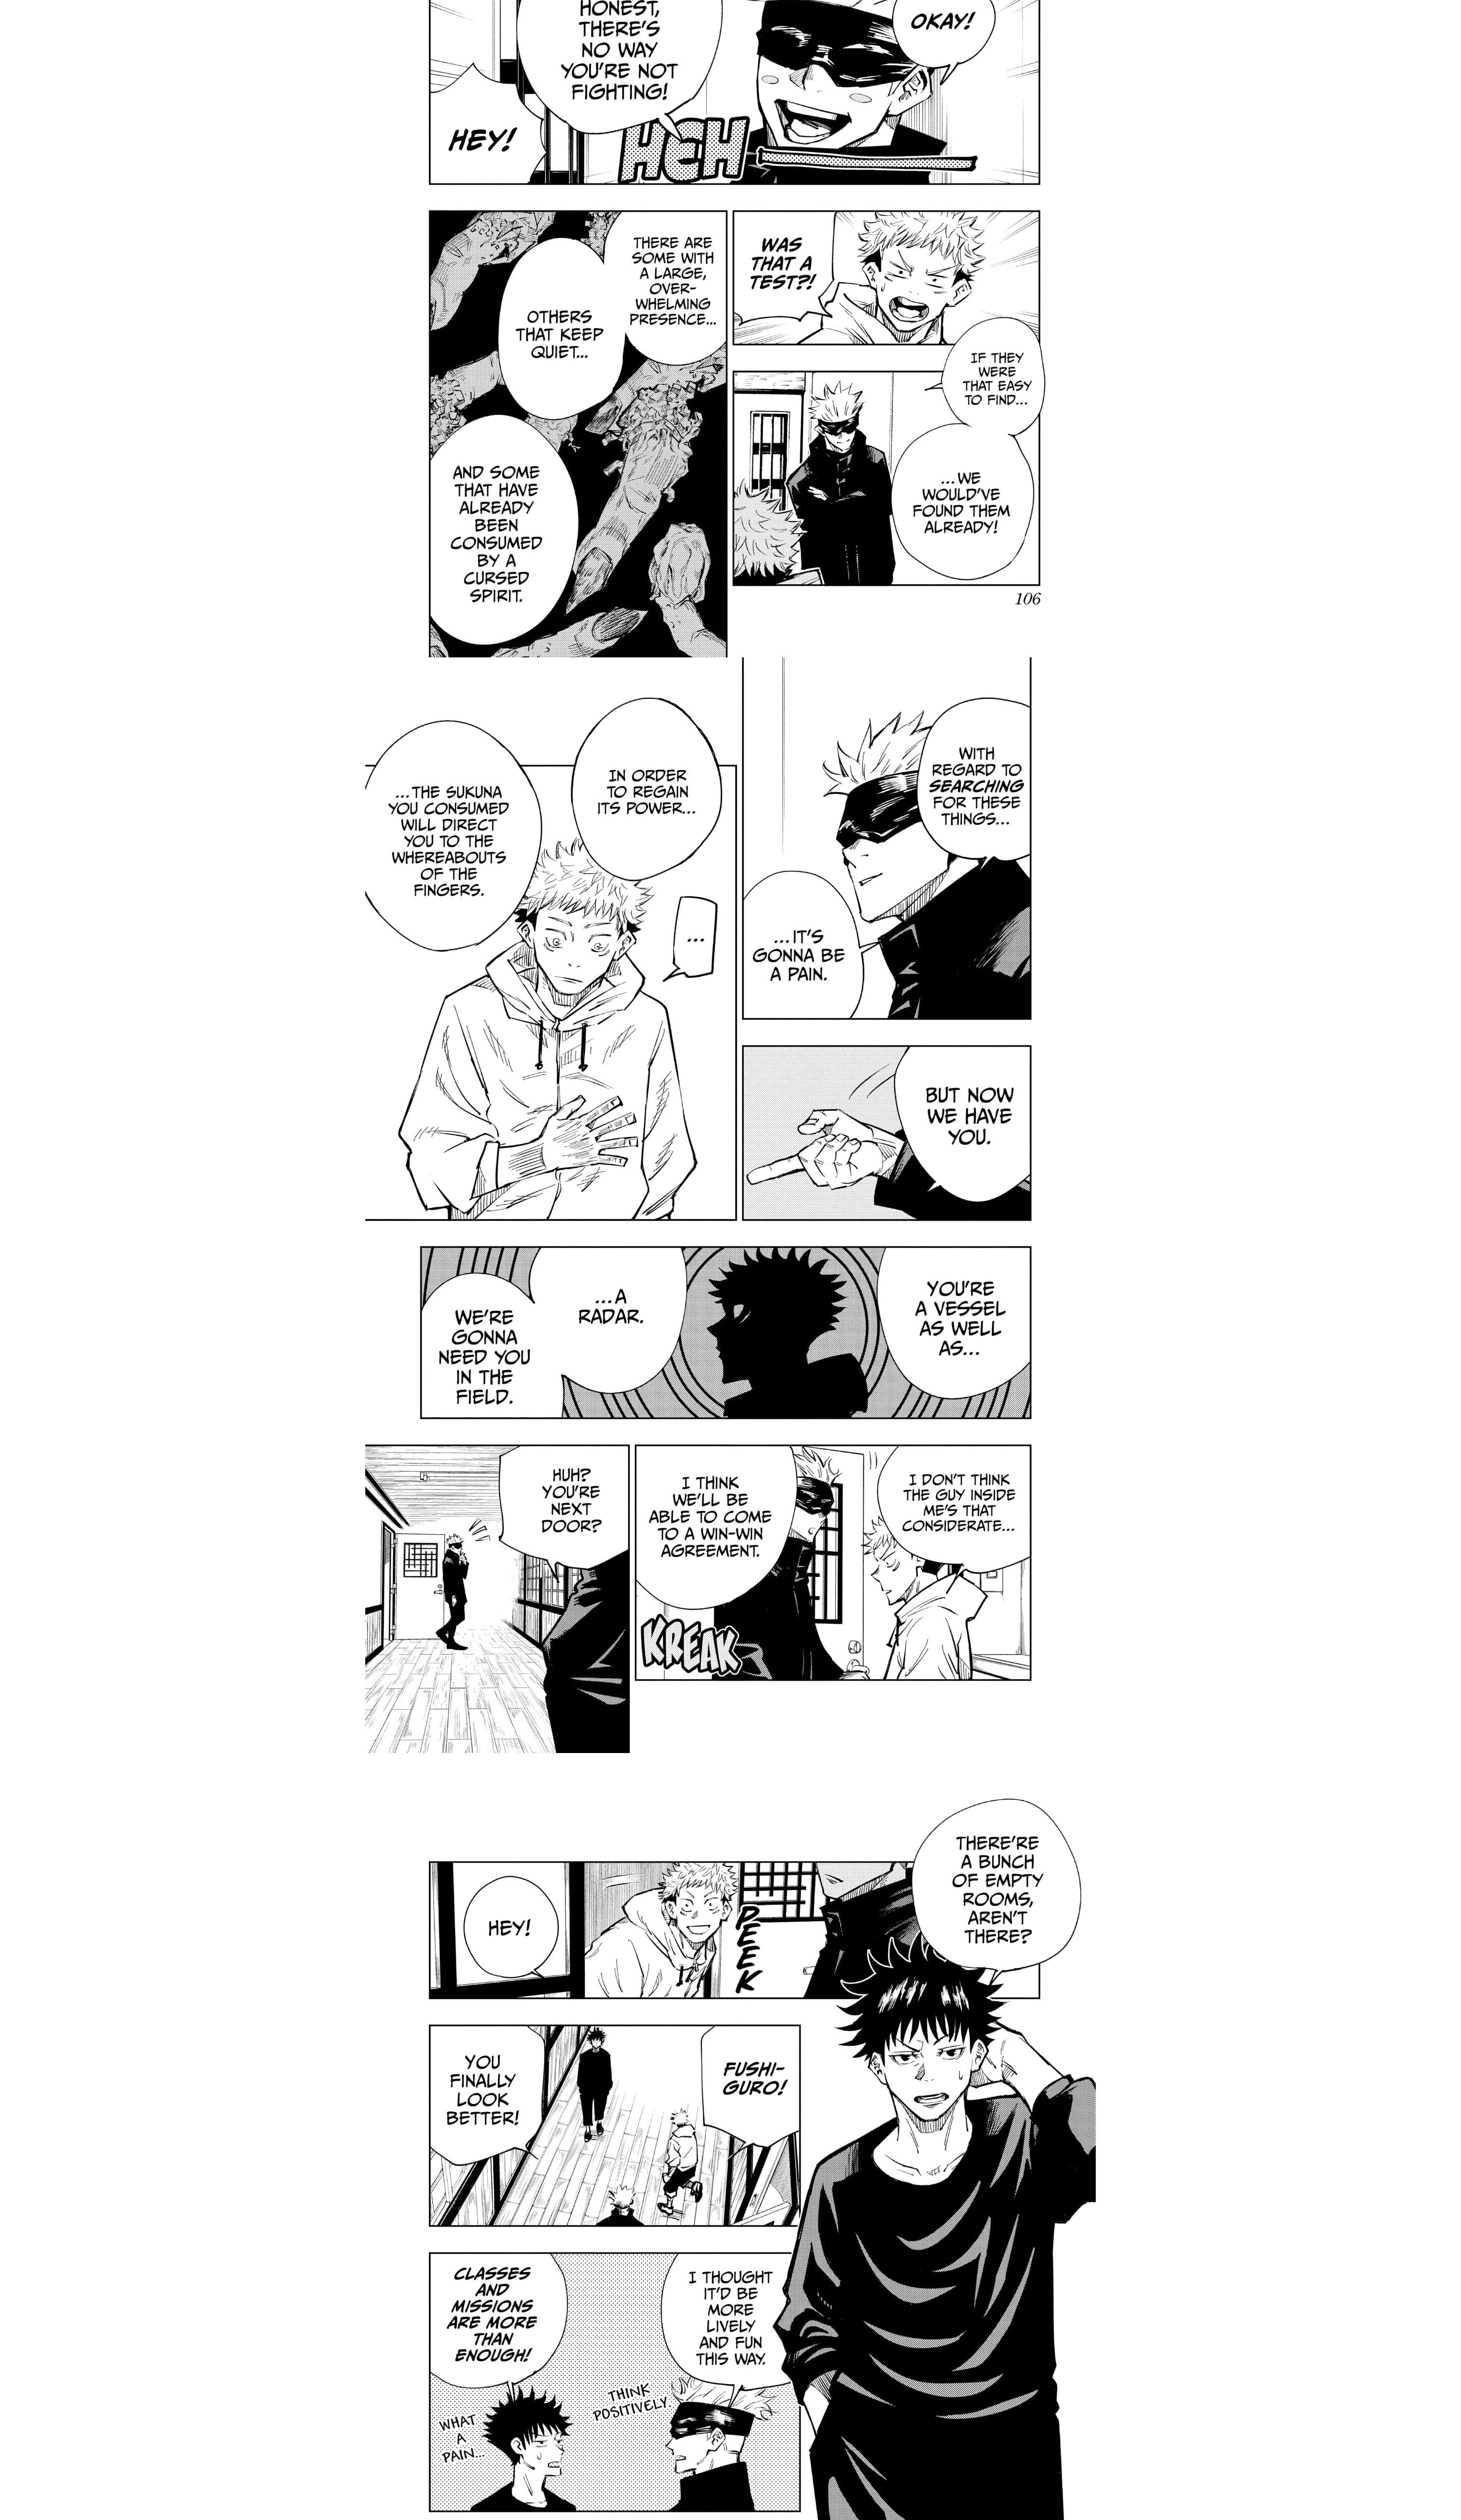 OKAY!
HONEST,
THERE'S
NO WAY
YOU'RE NOT
FIGHTING!
HEH
HEY!
WAS
THAT A
TEST?!
IF THEY
WERE
THAT EASY
TO FIND...
...WE
WOULD'VE
FOUND THEM
ALREADY!
THERE ARE
SOME WITH
A LARGE,
OVER-
WHELMING
PRESENCE...
OTHERS
THAT KEEP
QUIET...
AND SOME
THAT HAVE
ALREADY
BEEN
CONSUMED
BY A
CURSED
SPIRIT.
106
WITH
REGARD TO
SEARCHING
FOR THESE
THINGS...
...IT'S
GONNA BE
A PAIN.
BUT NOW
WE HAVE
YOU.
IN ORDER
TO REGAIN
ITS POWER...
...THE SUKUNA
YOU CONSUMED
WILL DIRECT
YOU TO THE
WHEREABOUTS
OF THE
FINGERS.
...
YOU'RE
A VESSEL
AS WELL
AS...
...A
RADAR.
WE'RE
GONNA
NEED YOU
IN THE
FIELD.
I DON'T THINK
THE GUY INSIDE
ME'S THAT
CONSIDERATE...
I THINK
WE'LL BE
ABLE TO COME
TO A WIN-WIN
AGREEMENT.
KREAK
HUH?
YOU'RE
NEXT
DOOR?
THERE'RE
A BUNCH
OF EMPTY
ROOMS,
AREN'T
THERE?
PEEK
HEY!
FUSHI-
GURO!
YOU
FINALLY
LOOK
BETTER!
I THOUGHT
IT'D BE
MORE
LIVELY
AND FUN
THIS WAY.
THINK
POSITIVELY.
CLASSES
AND
MISSIONS
ARE MORE
THAN
ENOUGH!
WHAT
A
PAIN...